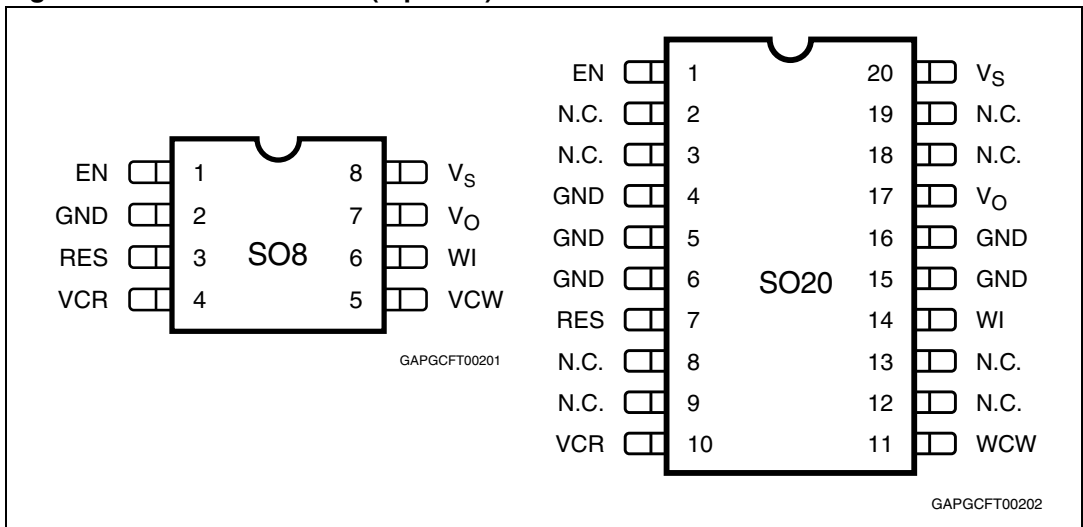 EN 1 8 VS
GND 2 7 VO
RES 3 SO8 6 WI
VCR 4 5 VCW
GAPGCFT00201
EN 1 20 VS
N.C. 2 19 N.C.
N.C. 3 18 N.C.
GND 4 17 VO
GND 5 16 GND
GND 6 SO20 15 GND
RES 7 14 WI
N.C. 8 13 N.C.
N.C. 9 12 N.C.
VCR 10 11 WCW
GAPGCFT00202